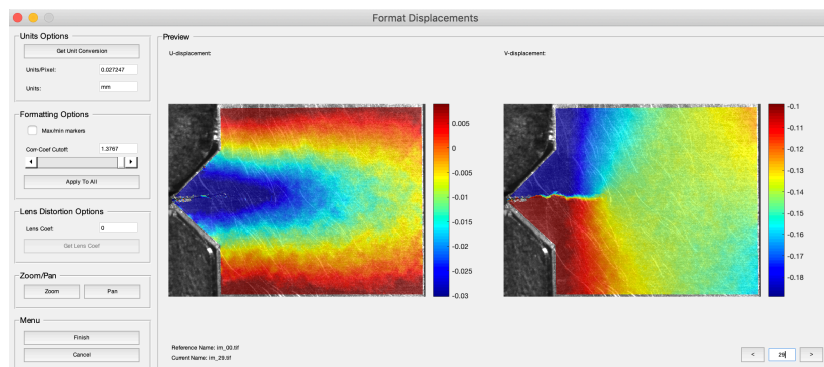 Format Displacements
Units Options
Get Unit Conversion
Units/Pixel: 0.027247
Units: mm
Formatting Options
Max/min markers
Corr-Coef Cutoff: 1.3767
Apply To All
Lens Distortion Options
Lens Coef: 0
Get Lens Coef
Zoom/Pan
Zoom Pan
Menu
Finish
Cancel
Preview
U-displacement:
0.005
0
-0.005
-0.01
-0.015
-0.02
-0.025
-0.03
Reference Name: im_00.tif
Current Name: im_29.tif
V-displacement:
-0.1
-0.11
-0.12
-0.13
-0.14
-0.15
-0.16
-0.17
-0.18
< 29 >